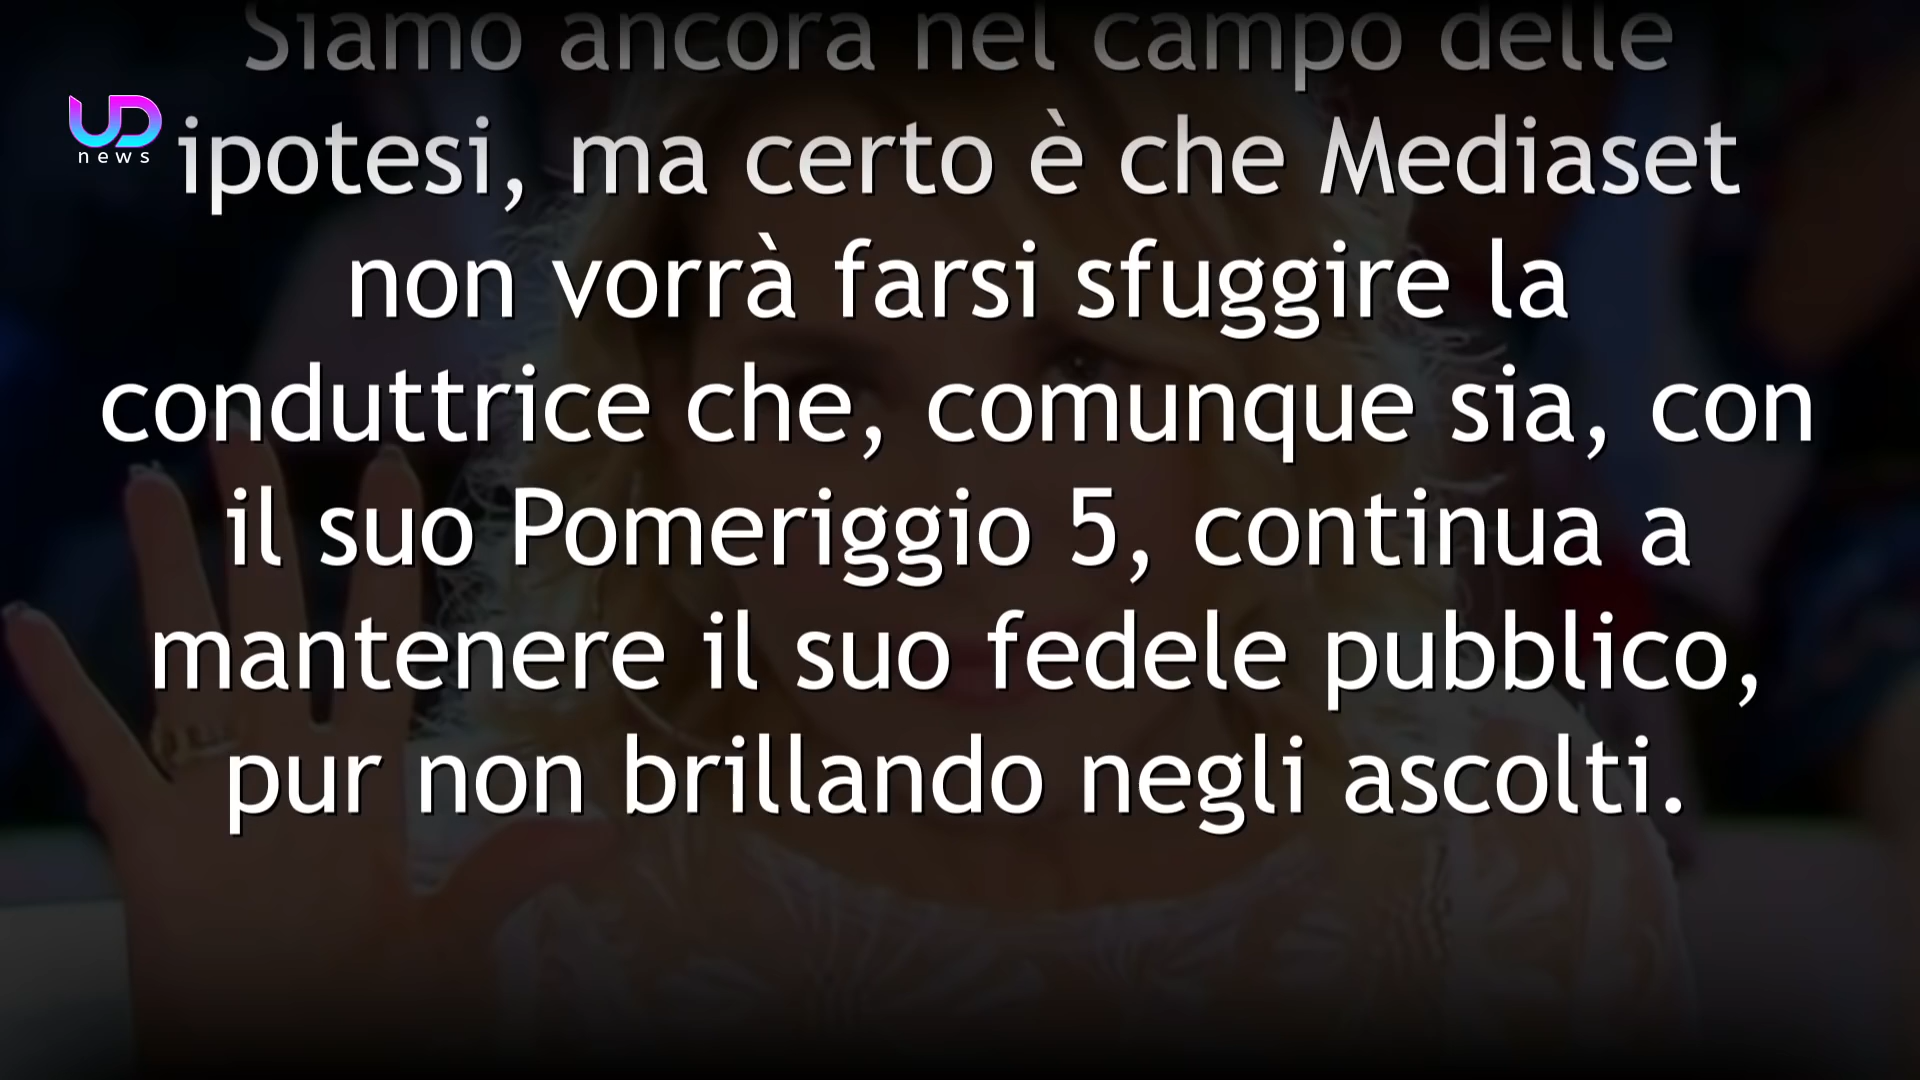 Siamo ancora nel campo delle
UD
news
ipotesi, ma certo è che Mediaset
non vorrà farsi sfuggire la
conduttrice che, comunque sia, con
il suo Pomeriggio 5, continua a
mantenere il suo fedele pubblico,
pur non brillando negli ascolti.